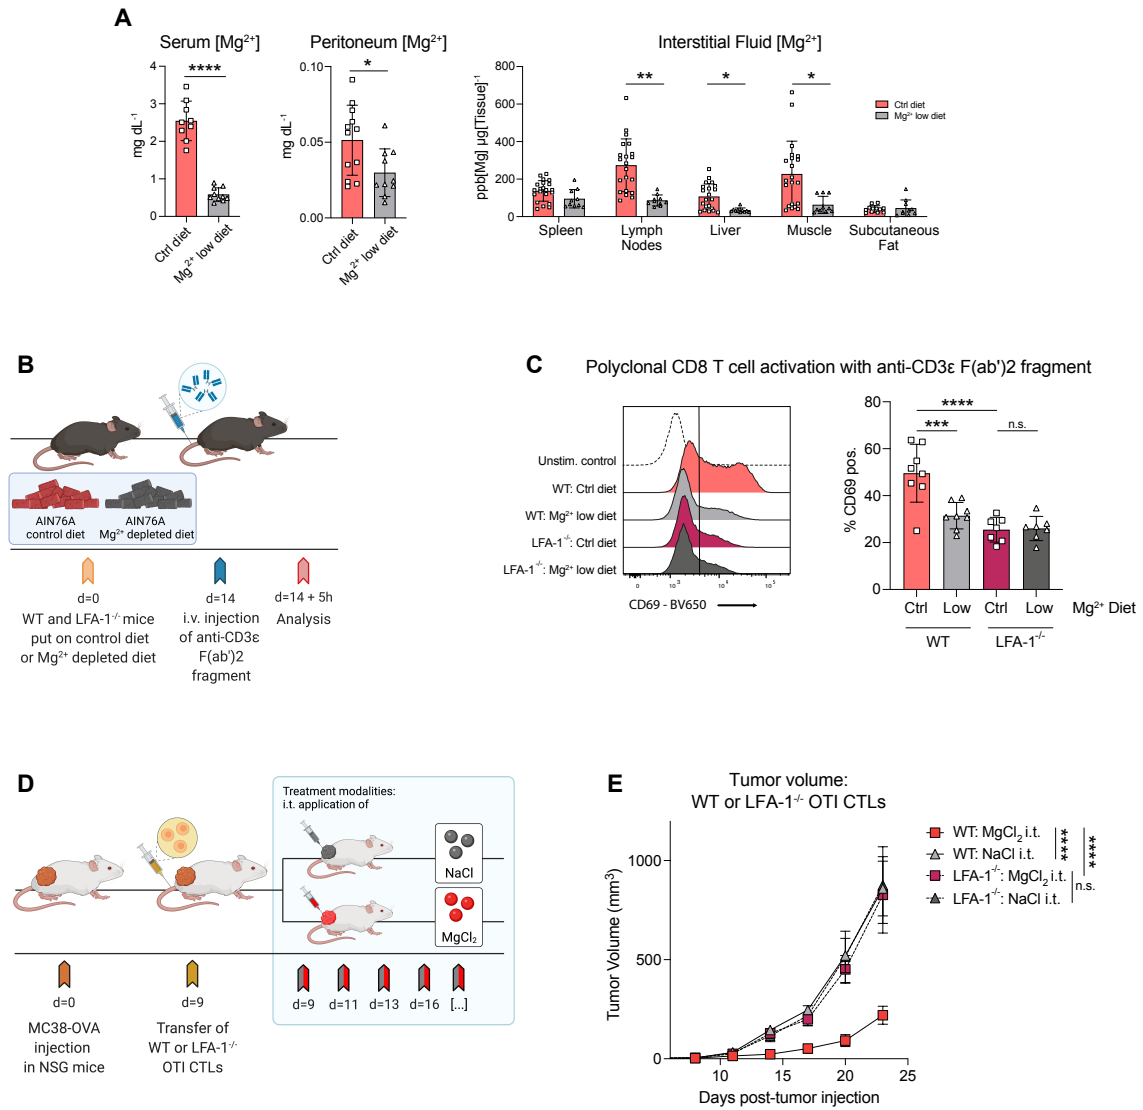 A
Serum [Mg²⁺]
****
mg dL⁻¹
4
3
2
1
0
Ctrl diet
Mg²⁺ low diet
Peritoneum [Mg²⁺]
*
mg dL⁻¹
0.10
0.05
0.00
Ctrl diet
Mg²⁺ low diet
Interstitial Fluid [Mg²⁺]
ppb[Mg] µg[Tissue]⁻¹
800
600
400
200
0
**
*
*
Ctrl diet
Mg²⁺ low diet
Spleen
Lymph
Nodes
Liver
Muscle
Subcutaneous
Fat
B
AIN76A
control diet
AIN76A
Mg²⁺ depleted diet
d=0
WT and LFA-1⁻/⁻ mice
put on control diet
or Mg²⁺ depleted diet
d=14
i.v. injection
of anti-CD3ε
F(ab')2
fragment
d=14 + 5h
Analysis
C
Polyclonal CD8 T cell activation with anti-CD3ε F(ab')2 fragment
Unstim. control
WT: Ctrl diet
WT: Mg²⁺ low diet
LFA-1⁻/⁻: Ctrl diet
LFA-1⁻/⁻: Mg²⁺ low diet
0
10³
10⁴
10⁵
CD69 - BV650
% CD69 pos.
80
60
40
20
0
****
***
n.s.
Ctrl
Low
Ctrl
Low
Mg²⁺ Diet
WT
LFA-1⁻/⁻
D
Treatment modalities:
i.t. application of
NaCl
MgCl₂
d=0
MC38-OVA
injection
in NSG mice
d=9
Transfer of
WT or LFA-1⁻/⁻
OTI CTLs
d=9
d=11
d=13
d=16
[...]
E
Tumor volume:
WT or LFA-1⁻/⁻ OTI CTLs
Tumor Volume (mm³)
1000
500
0
10
15
20
25
Days post-tumor injection
WT: MgCl₂ i.t.
WT: NaCl i.t.
LFA-1⁻/⁻: MgCl₂ i.t.
LFA-1⁻/⁻: NaCl i.t.
****
****
n.s.